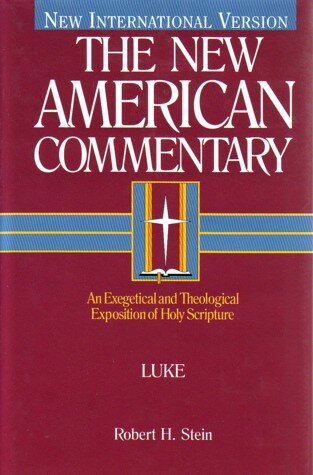 NEW INTERNATIONAL VERSION
THE NEW
AMERICAN
COMMENTARY
An Exegetical and Theological
Exposition of Holy Scripture
LUKE
Robert H. Stein